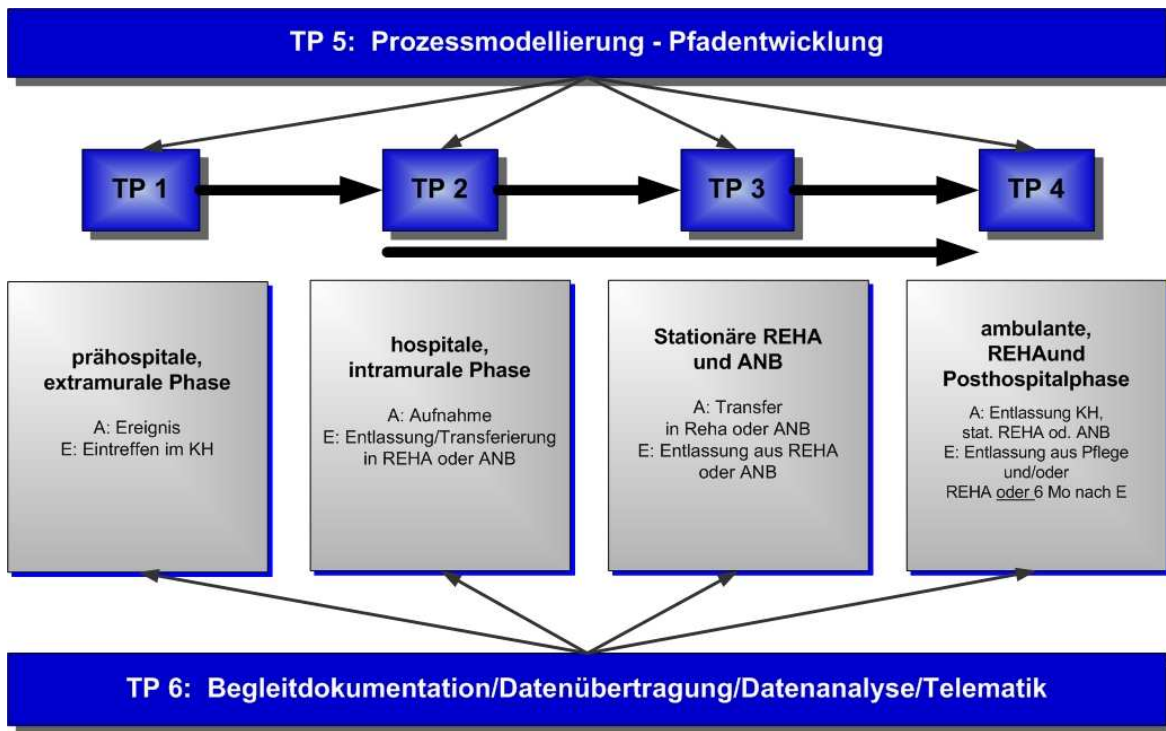 TP 5: Prozessmodellierung - Pfadentwicklung
TP 1
TP 2
TP 3
TP 4
prähospitale,
extramurale Phase
A: Ereignis
E: Eintreffen im KH
hospitale,
intramurale Phase
A: Aufnahme
E: Entlassung/Transferierung
in REHA oder ANB
Stationäre REHA
und ANB
A: Transfer
in Reha oder ANB
E: Entlassung aus REHA
oder ANB
ambulante,
REHAund
Posthospitalphase
A: Entlassung KH,
stat. REHA od. ANB
E: Entlassung aus Pflege
und/oder
REHA oder 6 Mo nach E
TP 6: Begleitdokumentation/Datenübertragung/Datenanalyse/Telematik